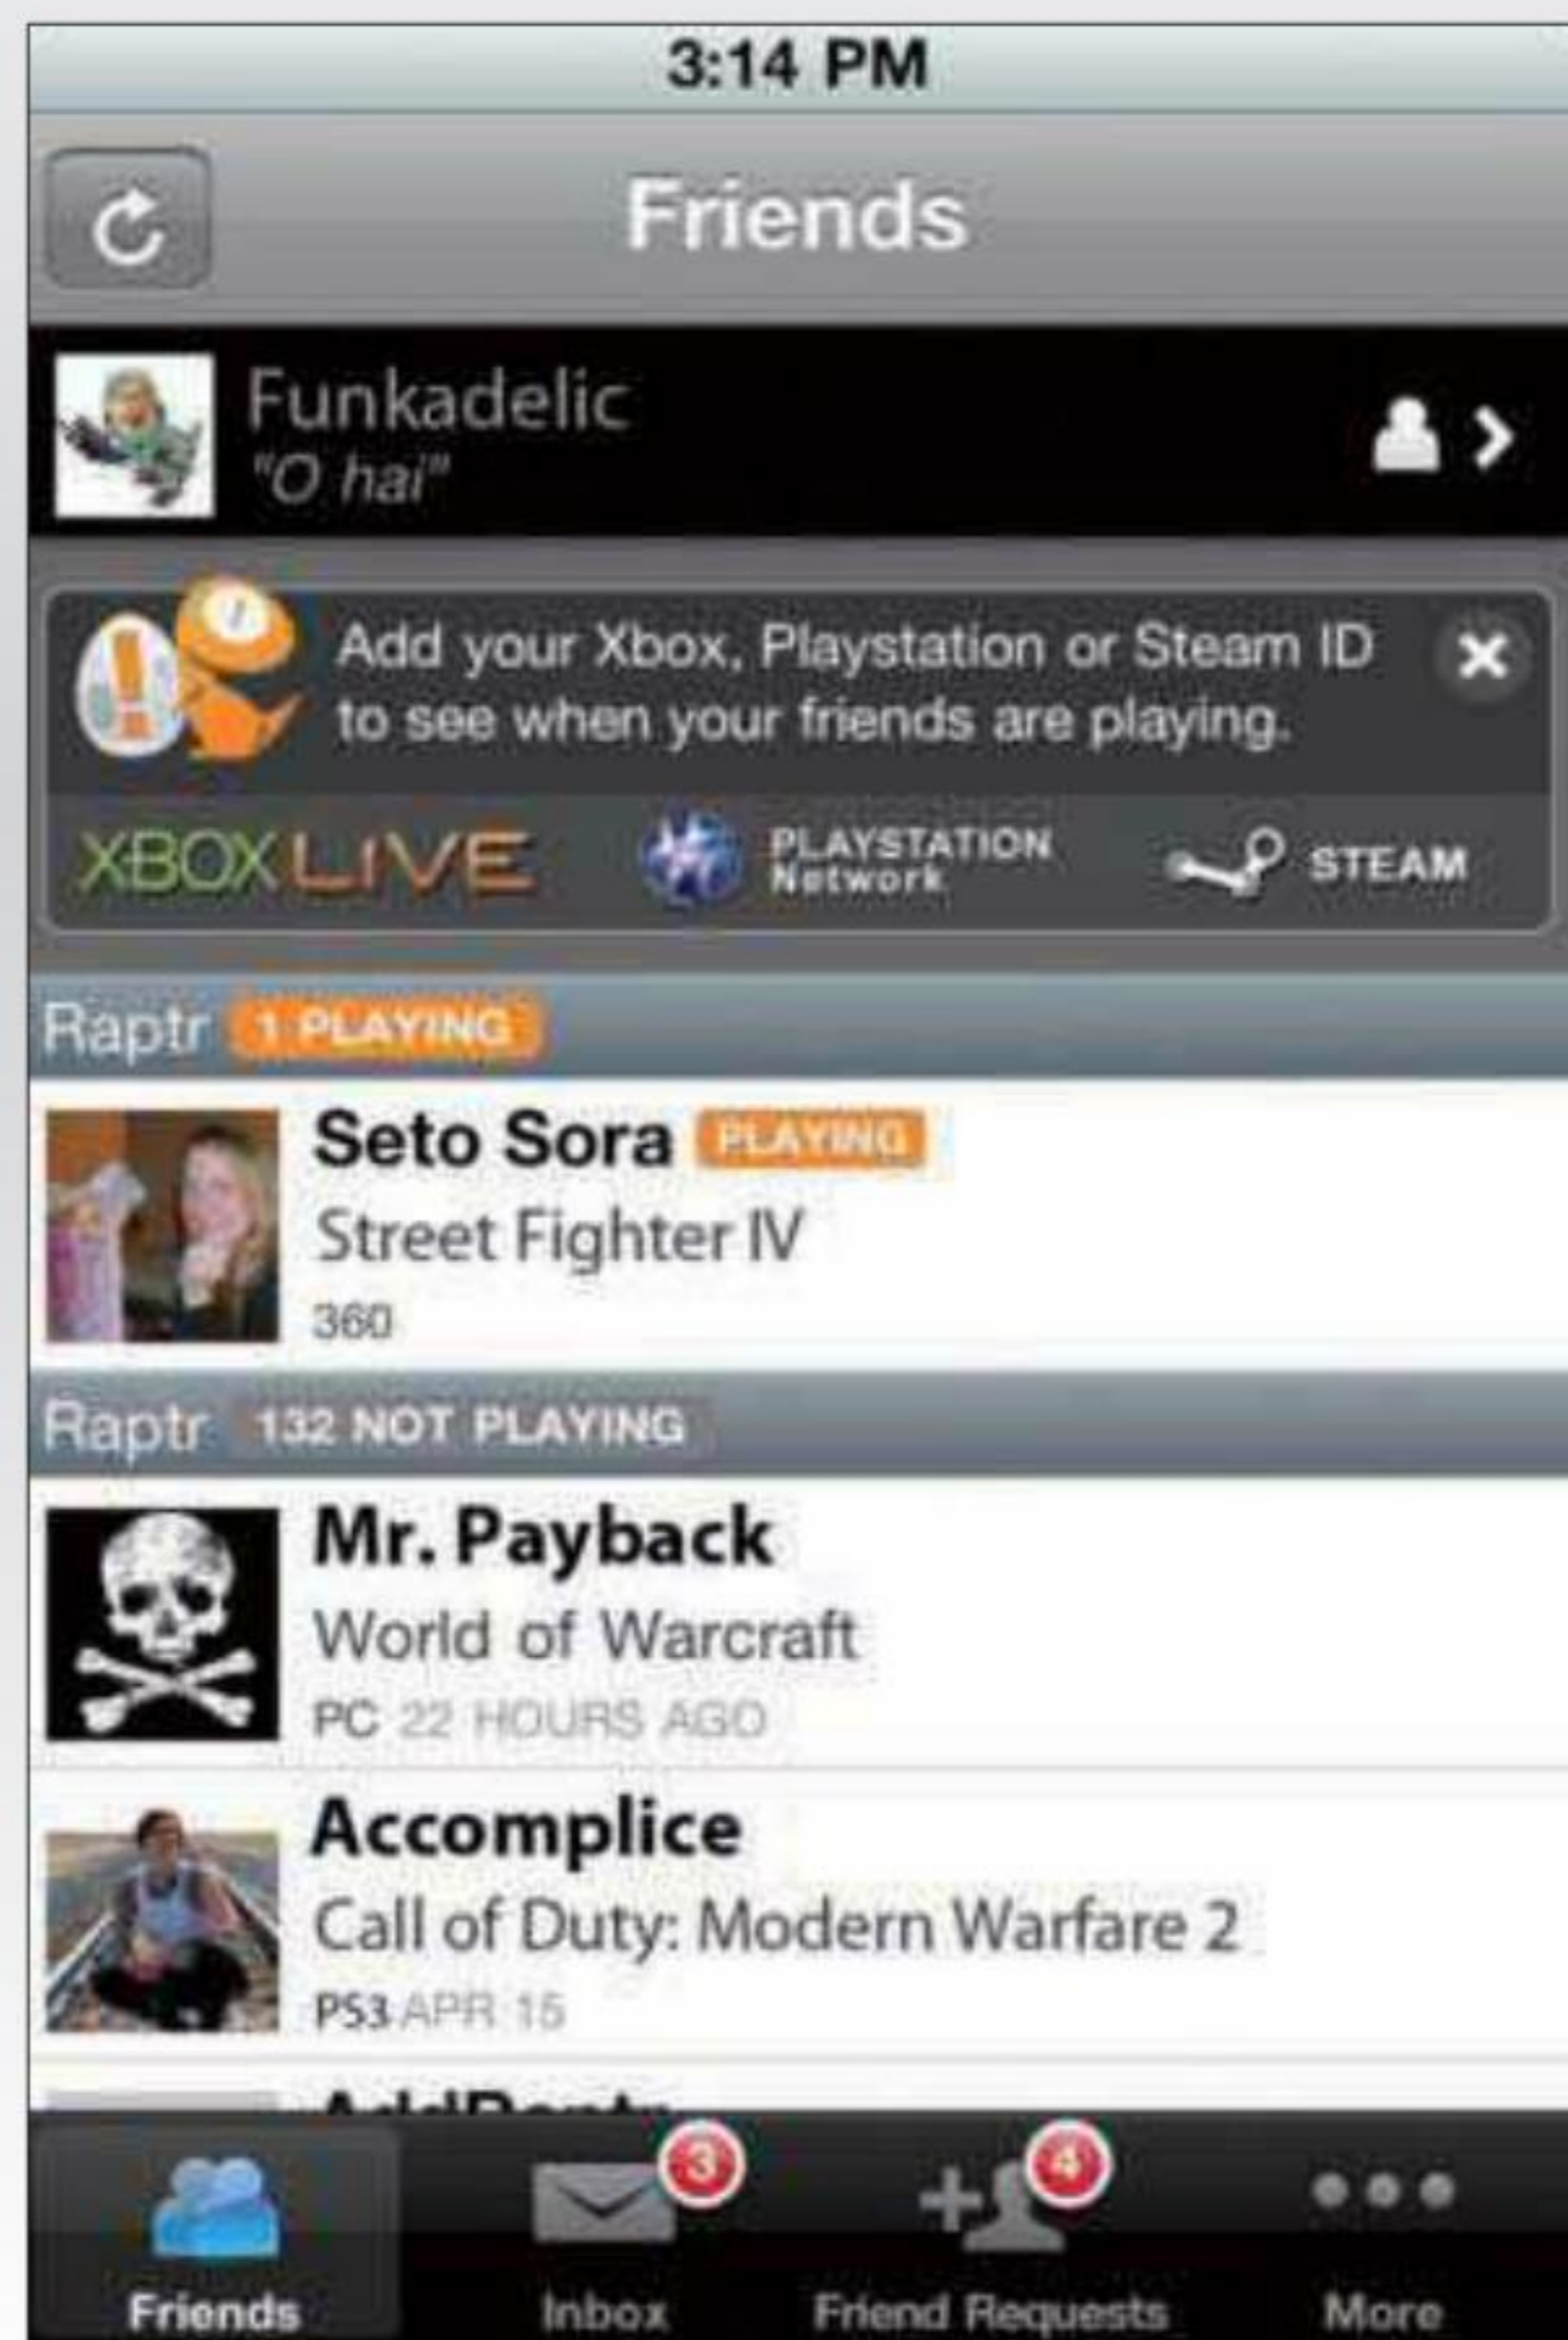 3:14 PM
Friends
Funkadelic
"O hai"
Add your Xbox, Playstation or Steam ID
to see when your friends are playing.
XBOX LIVE
PLAYSTATION
Network
STEAM
Raptr 1 PLAYING
Seto Sora PLAYING
Street Fighter IV
360
Raptr 132 NOT PLAYING
Mr. Payback
World of Warcraft
PC 22 HOURS AGO
Accomplice
Call of Duty: Modern Warfare 2
PS3 APR 15
3
4
Friends
Inbox
Friend Requests
More